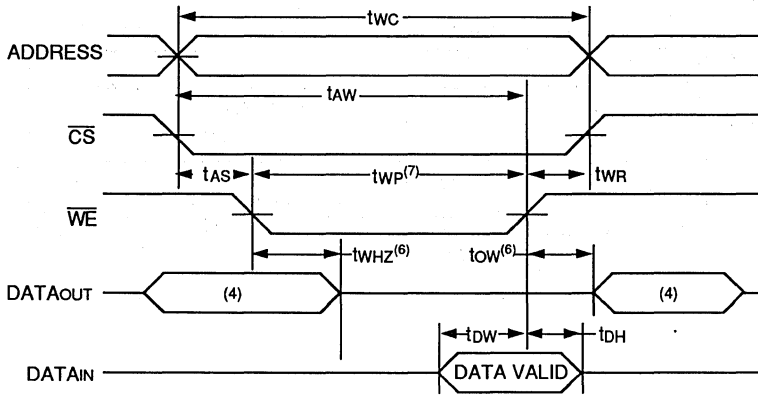 tWC
ADDRESS
tAW
CS
tAS
tWP(7)
tWR
WE
tWHZ(6)
tOW(6)
DATAOUT
(4)
(4)
tDW
tDH
DATAIN
DATA VALID